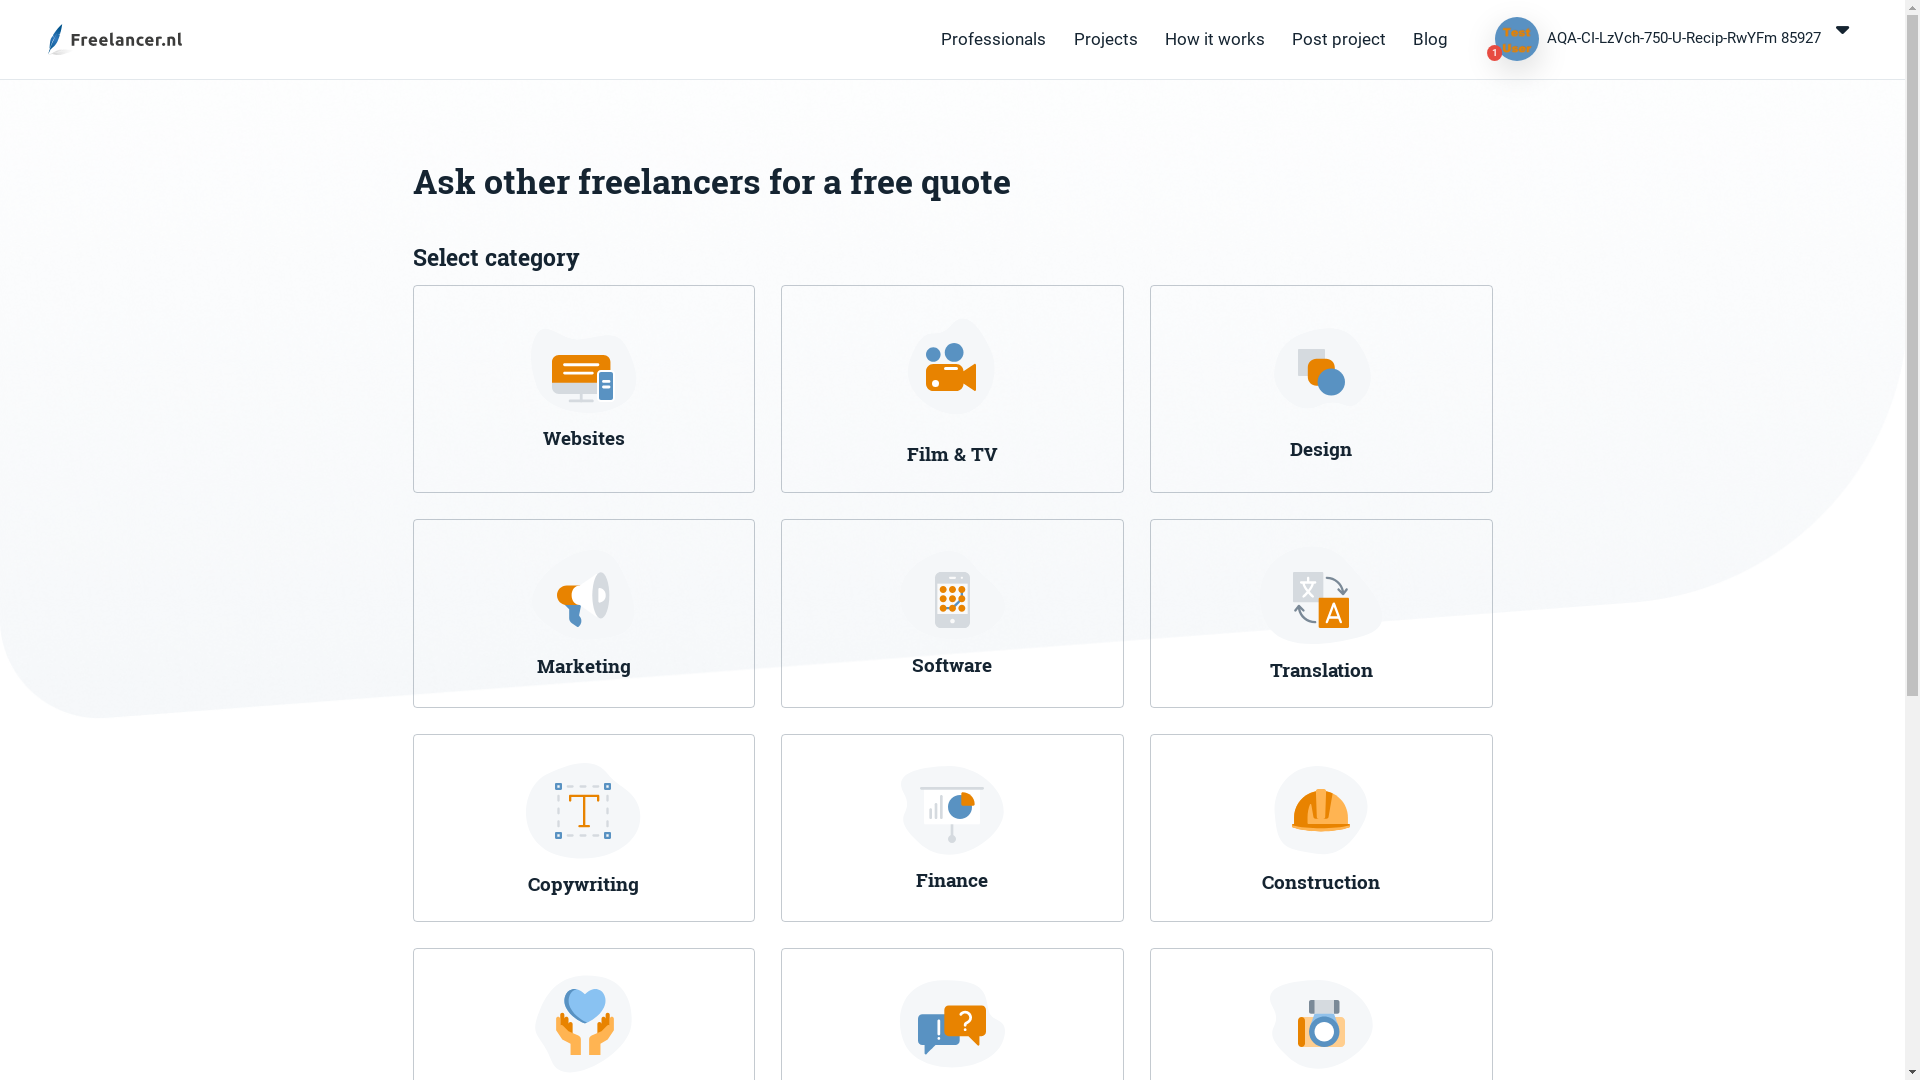 Freelancer.nl
Professionals
Projects
How it works
Post project
Blog
Test
User
1
AQA-CI-LzVch-750-U-Recip-RwYFm 85927
Ask other freelancers for a free quote
Select category
Websites
Film & TV
Design
Marketing
Software
文
A
Translation
T
Copywriting
Finance
Construction
!
?